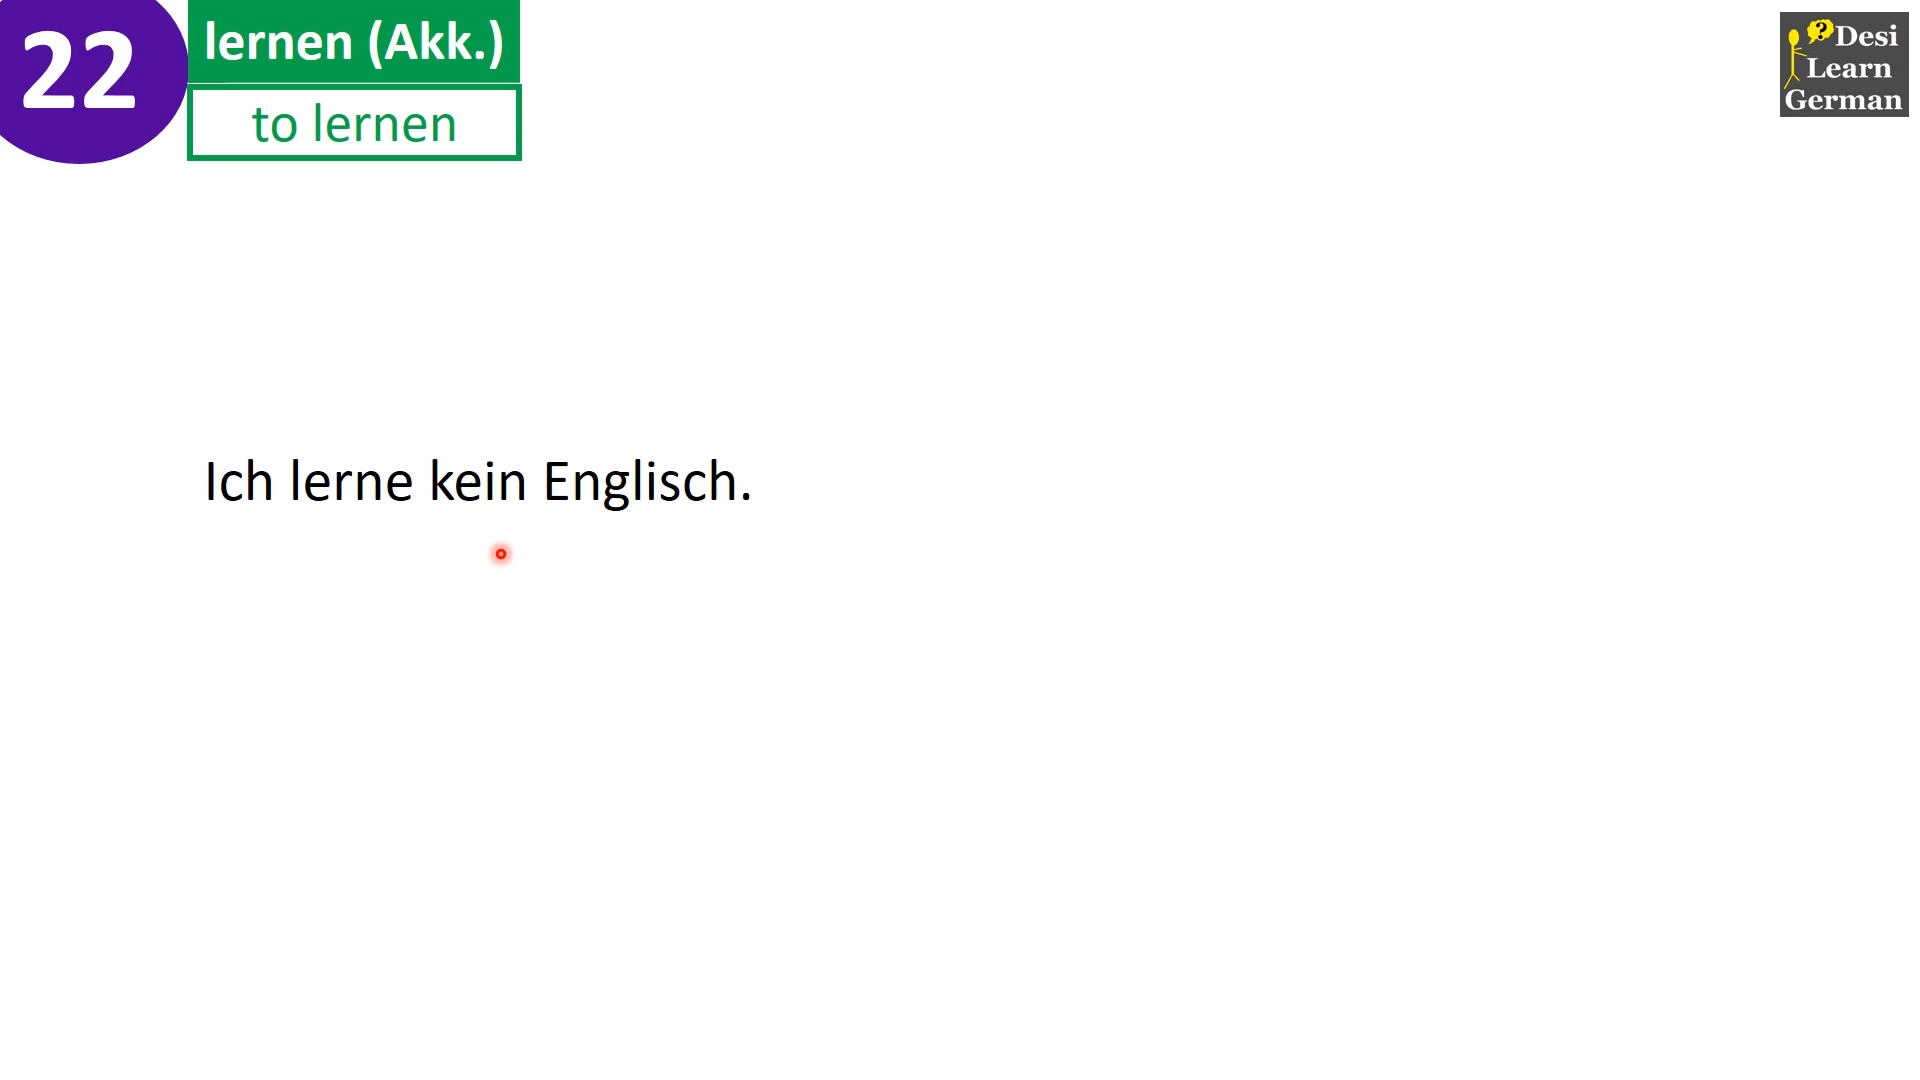 22
lernen (Akk.)
to lernen
? Desi
Learn
German
Ich lerne kein Englisch.